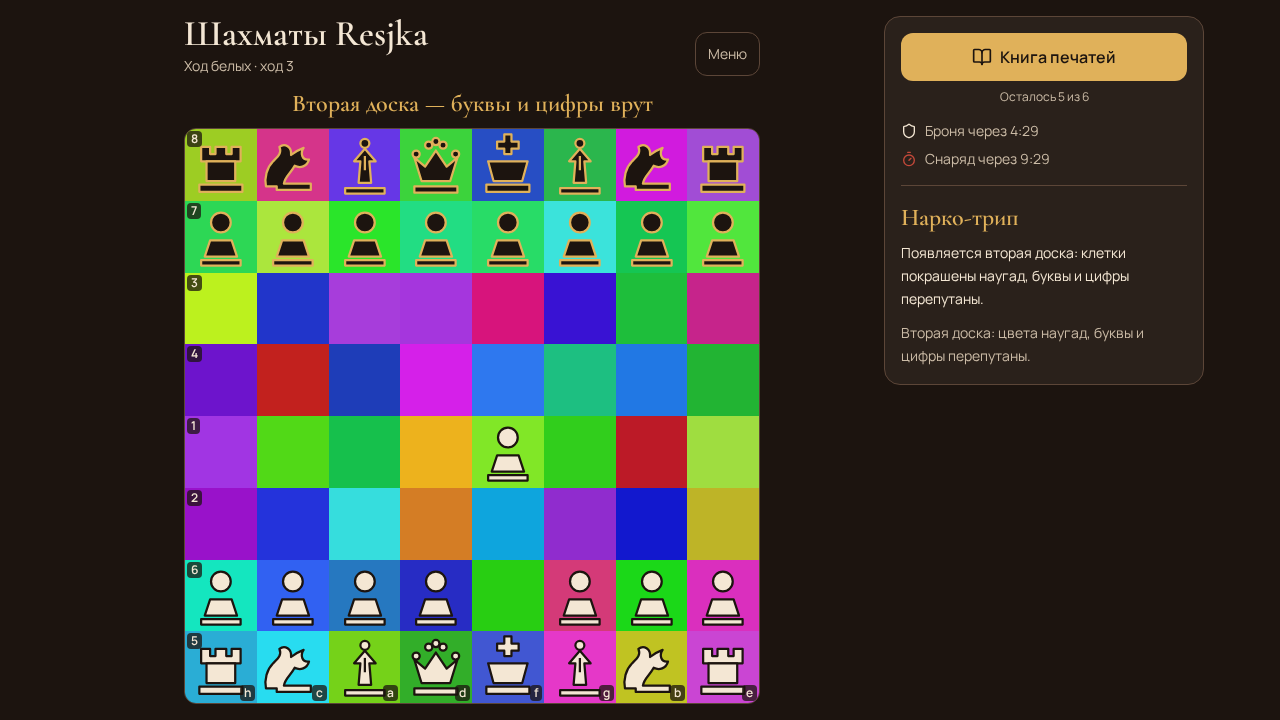 Шахматы Resjka
Ход белых · ход 3
Меню
Вторая доска — буквы и цифры врут
8
7
3
4
1
2
6
5
h c a d f g b e
Книга печатей
Осталось 5 из 6
Броня через 4:29
Снаряд через 9:29
Нарко-трип
Появляется вторая доска: клетки
покрашены наугад, буквы и цифры
перепутаны.
Вторая доска: цвета наугад, буквы и
цифры перепутаны.